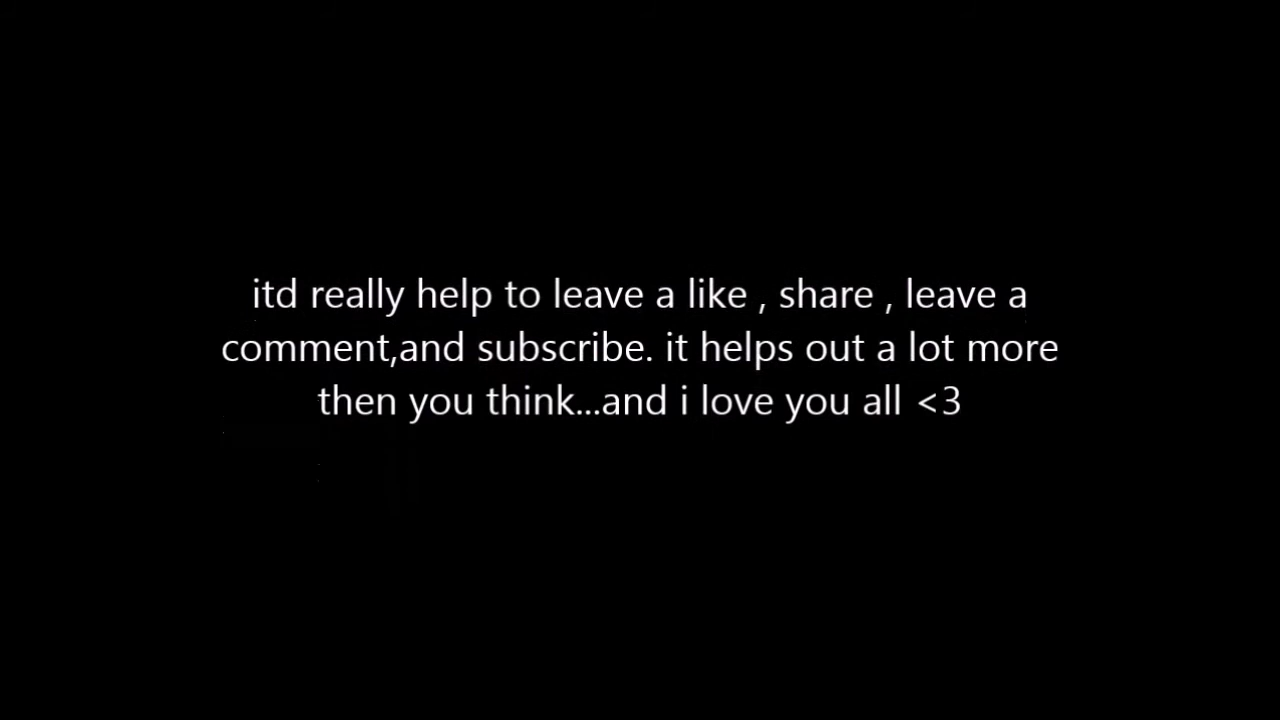 itd really help to leave a like , share , leave a
comment,and subscribe. it helps out a lot more
then you think...and i love you all <3